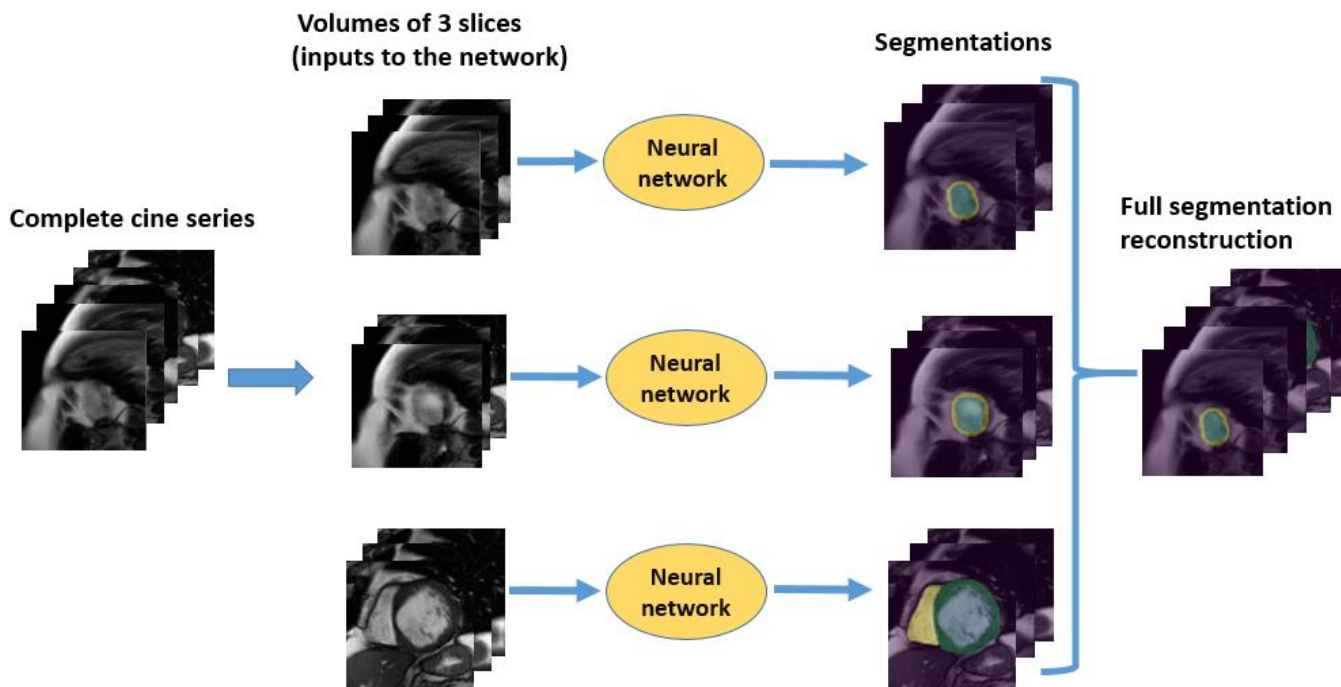 Volumes of 3 slices
(inputs to the network)
Segmentations
Neural
network
Complete cine series
Full segmentation
reconstruction
Neural
network
Neural
network